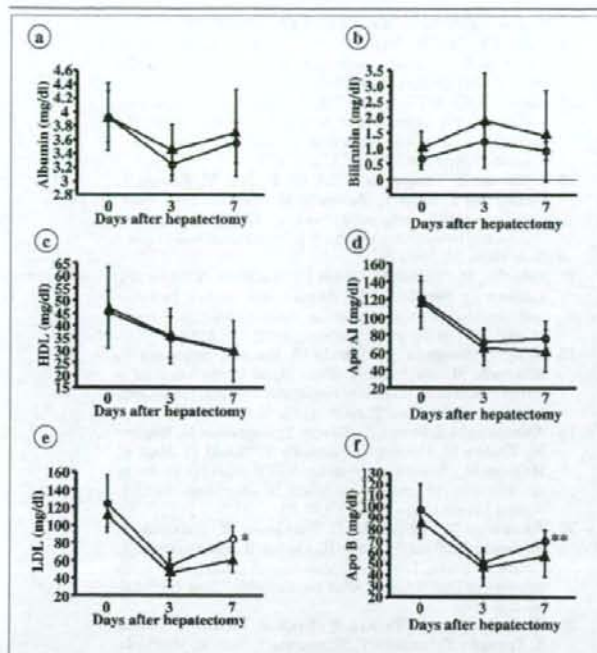 a
Albumin (mg/dl)
4.6
4.4
4.2
4
3.8
3.6
3.4
3.2
3
2.8
0 3 7
Days after hepatectomy
b
Bilirubin (mg/dl)
3.5
3.0
2.5
2.0
1.5
1.0
0.5
0
0 3 7
Days after hepatectomy
c
HDL (mg/dl)
65
60
55
50
45
40
35
30
25
20
15
0 3 7
Days after hepatectomy
d
Apo AI (mg/dl)
160
140
120
100
80
60
40
20
0 3 7
Days after hepatectomy
e
LDL (mg/dl)
160
140
120
100
80
60
40
20
*
0 3 7
Days after hepatectomy
f
Apo (mg/dl)
130
120
110
100
90
80
70
60
50
40
30
20
**
0 3 7
Days after hepatectomy